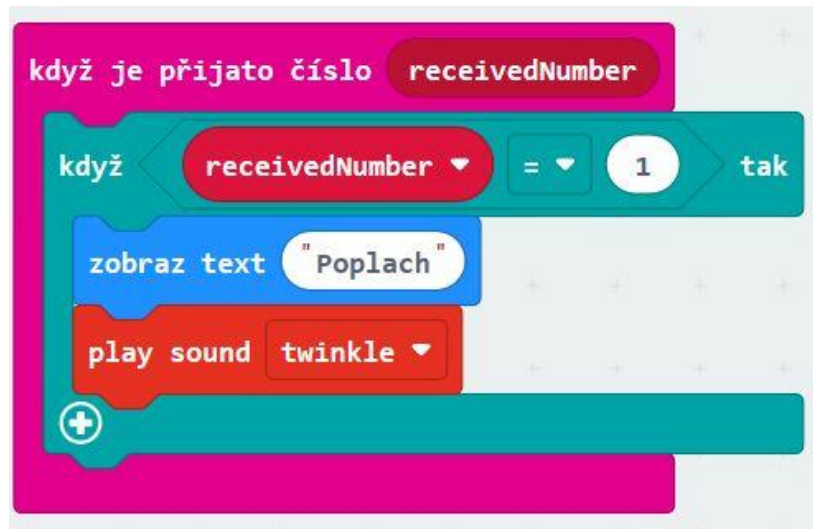 když je přijato číslo receivedNumber
když receivedNumber = 1 tak
zobraz text "Poplach"
play sound twinkle